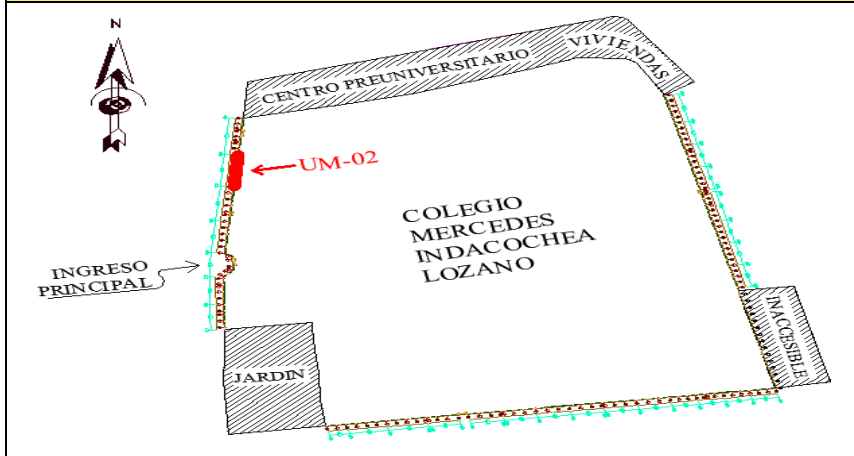 N
CENTRO PREUNIVERSITARIO
VIVIENDAS
UM-02
COLEGIO
MERCEDES
INDACOCHEA
LOZANO
INGRESO
PRINCIPAL
INACCESIBLE
JARDIN